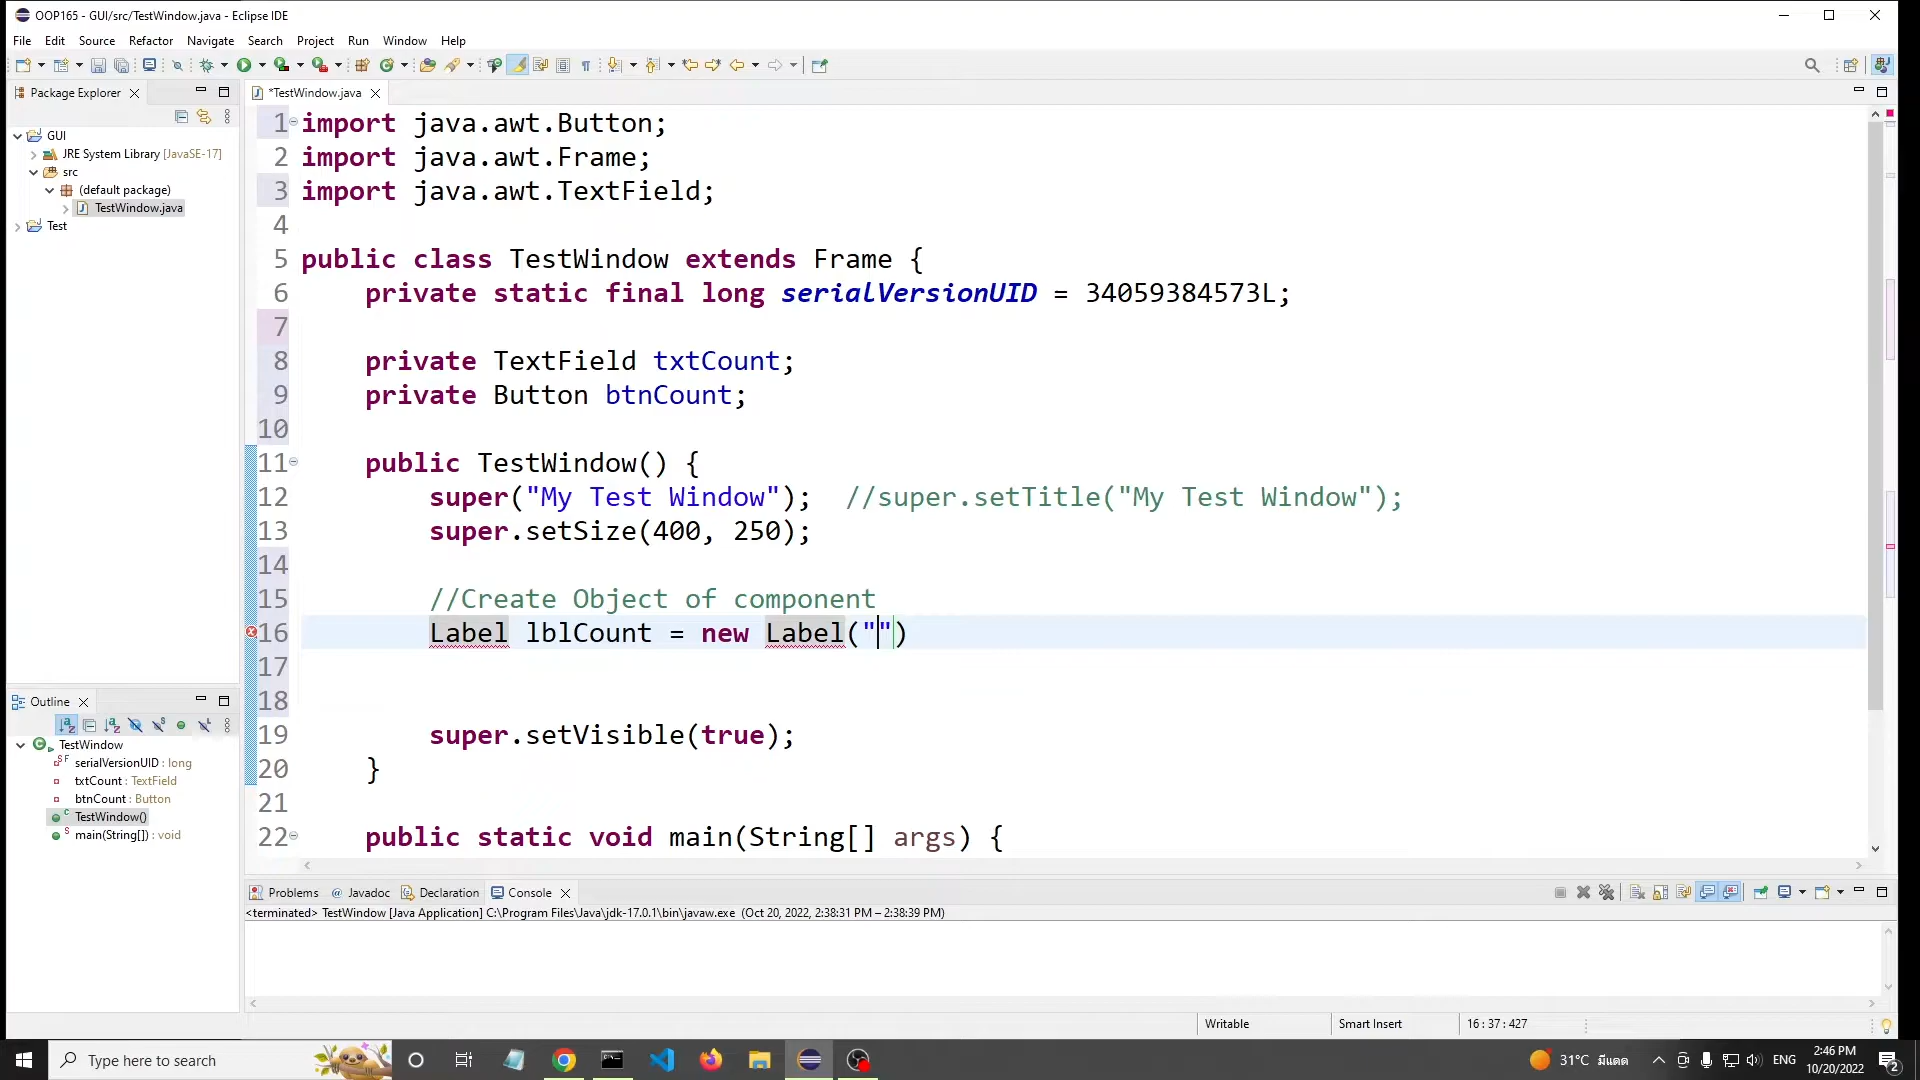 OOP165 - GUI/src/TestWindow.java - Eclipse IDE
File Edit Source Refactor Navigate Search Project Run Window Help
Package Explorer
*TestWindow.java
GUI
JRE System Library [JavaSE-17]
src
(default package)
TestWindow.java
Test
1 import java.awt.Button;
2 import java.awt.Frame;
3 import java.awt.TextField;
4
5 public class TestWindow extends Frame {
6 private static final long serialVersionUID = 34059384573L;
7
8 private TextField txtCount;
9 private Button btnCount;
10
11 public TestWindow() {
12 super("My Test Window"); //super.setTitle("My Test Window");
13 super.setSize(400, 250);
14
15 //Create Object of component
16 Label lblCount = new Label("")
17
18
19 super.setVisible(true);
20 }
21
22 public static void main(String[] args) {
Outline
TestWindow
serialVersionUID : long
txtCount : TextField
btnCount : Button
TestWindow()
main(String[]) : void
Problems Javadoc Declaration Console
<terminated> TestWindow [Java Application] C:\Program Files\Java\jdk-17.0.1\bin\javaw.exe (Oct 20, 2022, 2:38:31 PM – 2:38:39 PM)
Writable Smart Insert 16 : 37 : 427
Type here to search
31°C มีแดด
ENG
2:46 PM
10/20/2022
2